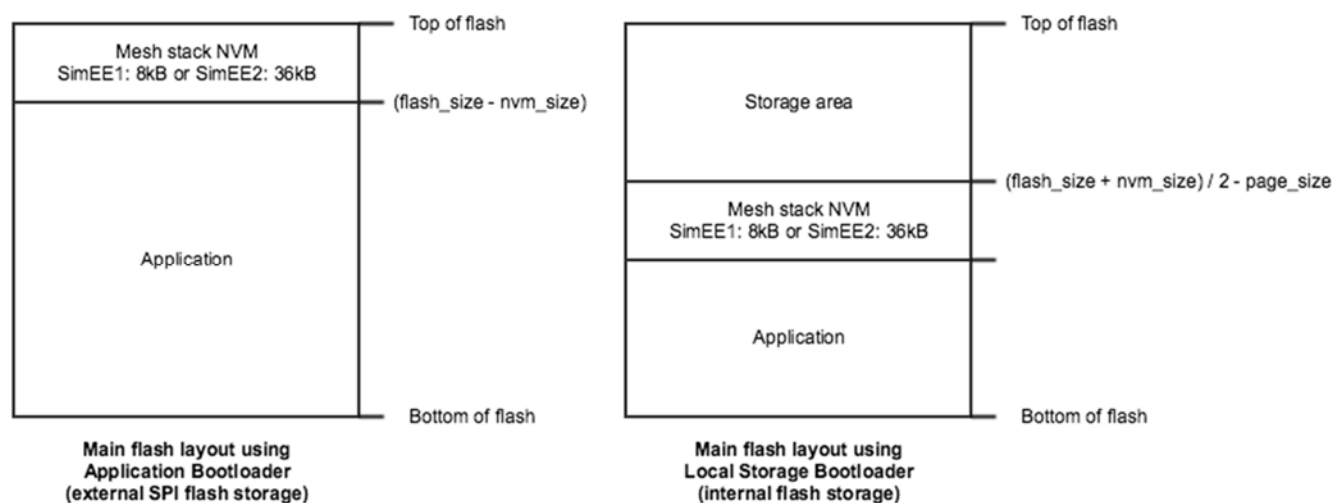 Top of flash
Mesh stack NVM
SimEE1: 8kB or SimEE2: 36kB
(flash_size - nvm_size)
Application
Bottom of flash
Main flash layout using
Application Bootloader
(external SPI flash storage)
Top of flash
Storage area
(flash_size + nvm_size) / 2 - page_size
Mesh stack NVM
SimEE1: 8kB or SimEE2: 36kB
Application
Bottom of flash
Main flash layout using
Local Storage Bootloader
(internal flash storage)